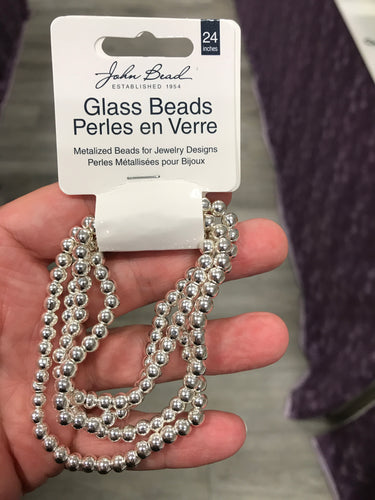 24
inches
John Bead
ESTABLISHED 1954
Glass Beads
Perles en Verre
Metalized Beads for Jewelry Designs
Perles Métallisées pour Bijoux